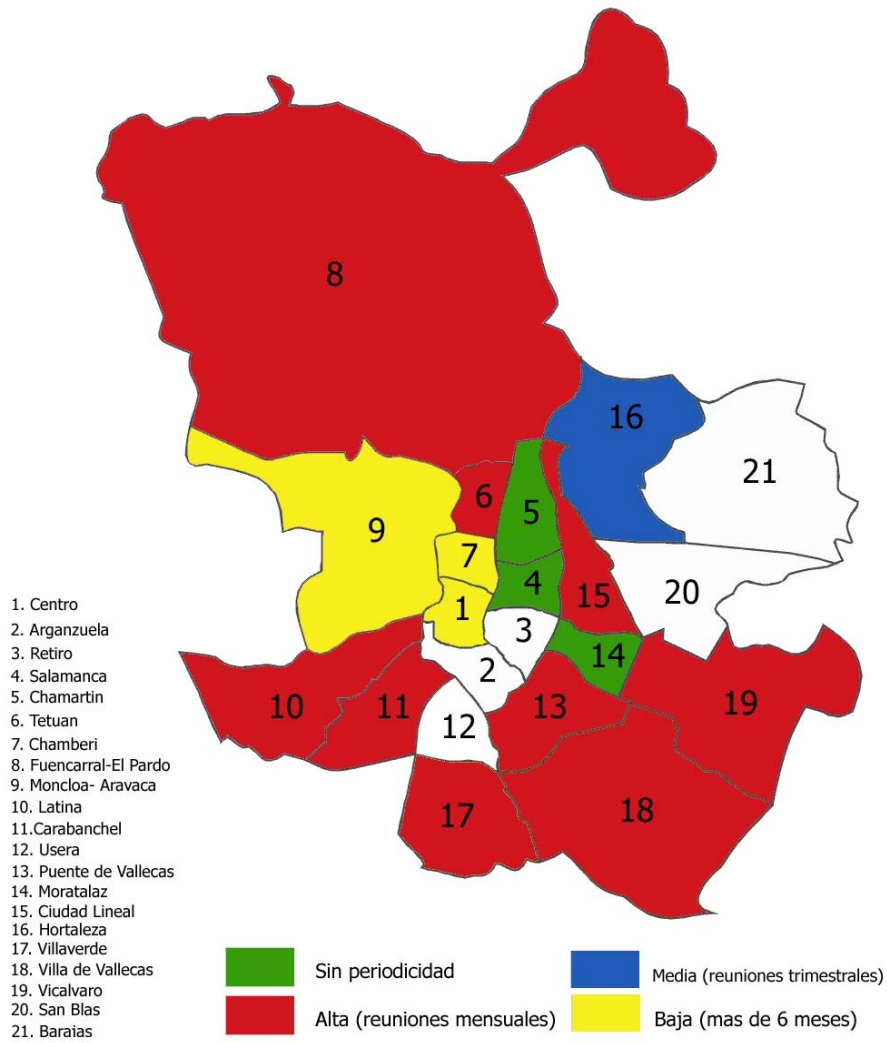 8
16
21
6
5
9
7
4
20
1
15
3
14
2
10
11
13
19
12
18
17
1. Centro
2. Arganzuela
3. Retiro
4. Salamanca
5. Chamartin
6. Tetuan
7. Chamberi
8. Fuencarral-El Pardo
9. Moncloa- Aravaca
10. Latina
11.Carabanchel
12. Usera
13. Puente de Vallecas
14. Moratalaz
15. Ciudad Lineal
16. Hortaleza
17. Villaverde
18. Villa de Vallecas
19. Vicalvaro
20. San Blas
21. Barajas
Sin periodicidad
Media (reuniones trimestrales)
Alta (reuniones mensuales)
Baja (mas de 6 meses)